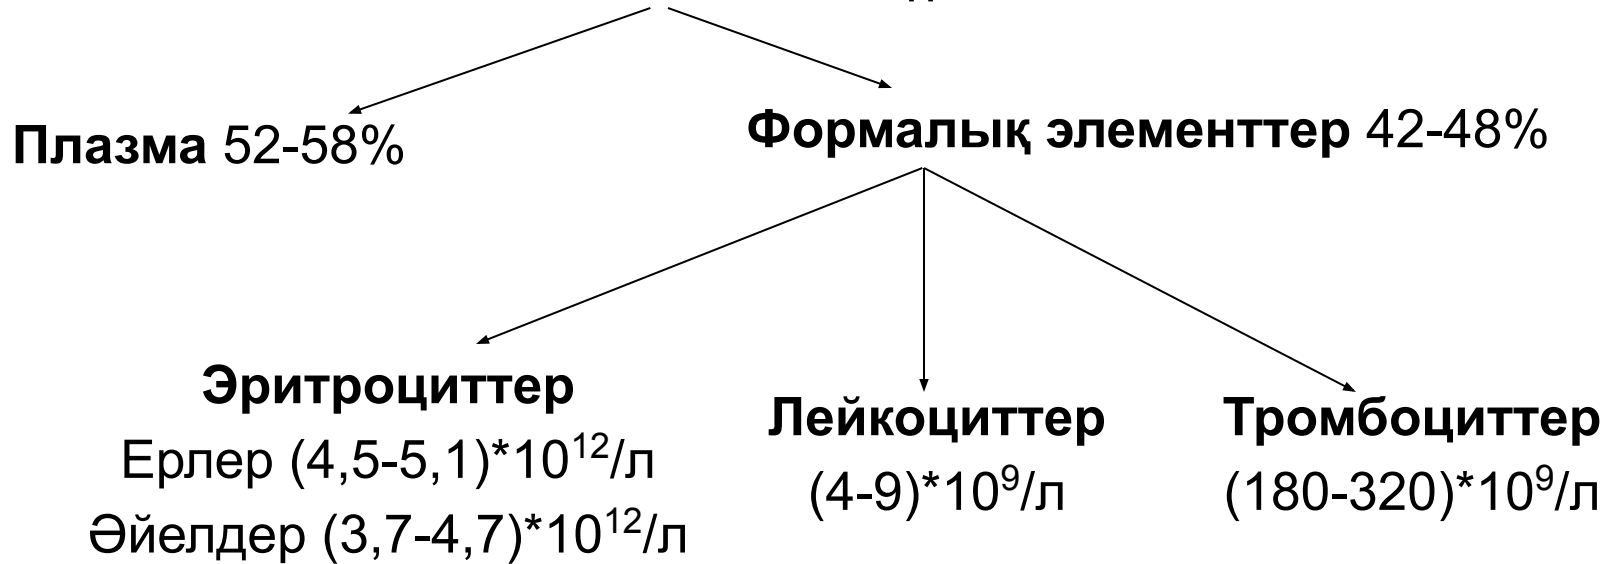 Плазма 52-58%
Формалық элементтер 42-48%
Эритроциттер
Ерлер (4,5-5,1)*10¹²/л
Әйелдер (3,7-4,7)*10¹²/л
Лейкоциттер
(4-9)*10⁹/л
Тромбоциттер
(180-320)*10⁹/л